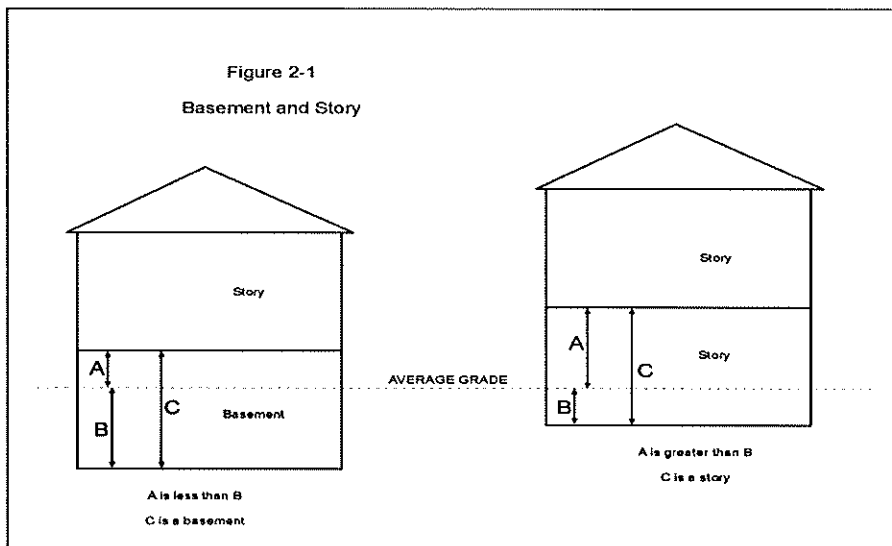 Figure 2-1
Basement and Story
Story
A
B
C
Basement
A is less than B
C is a basement
AVERAGE GRADE
Story
A
B
C
Story
A is greater than B
C is a story